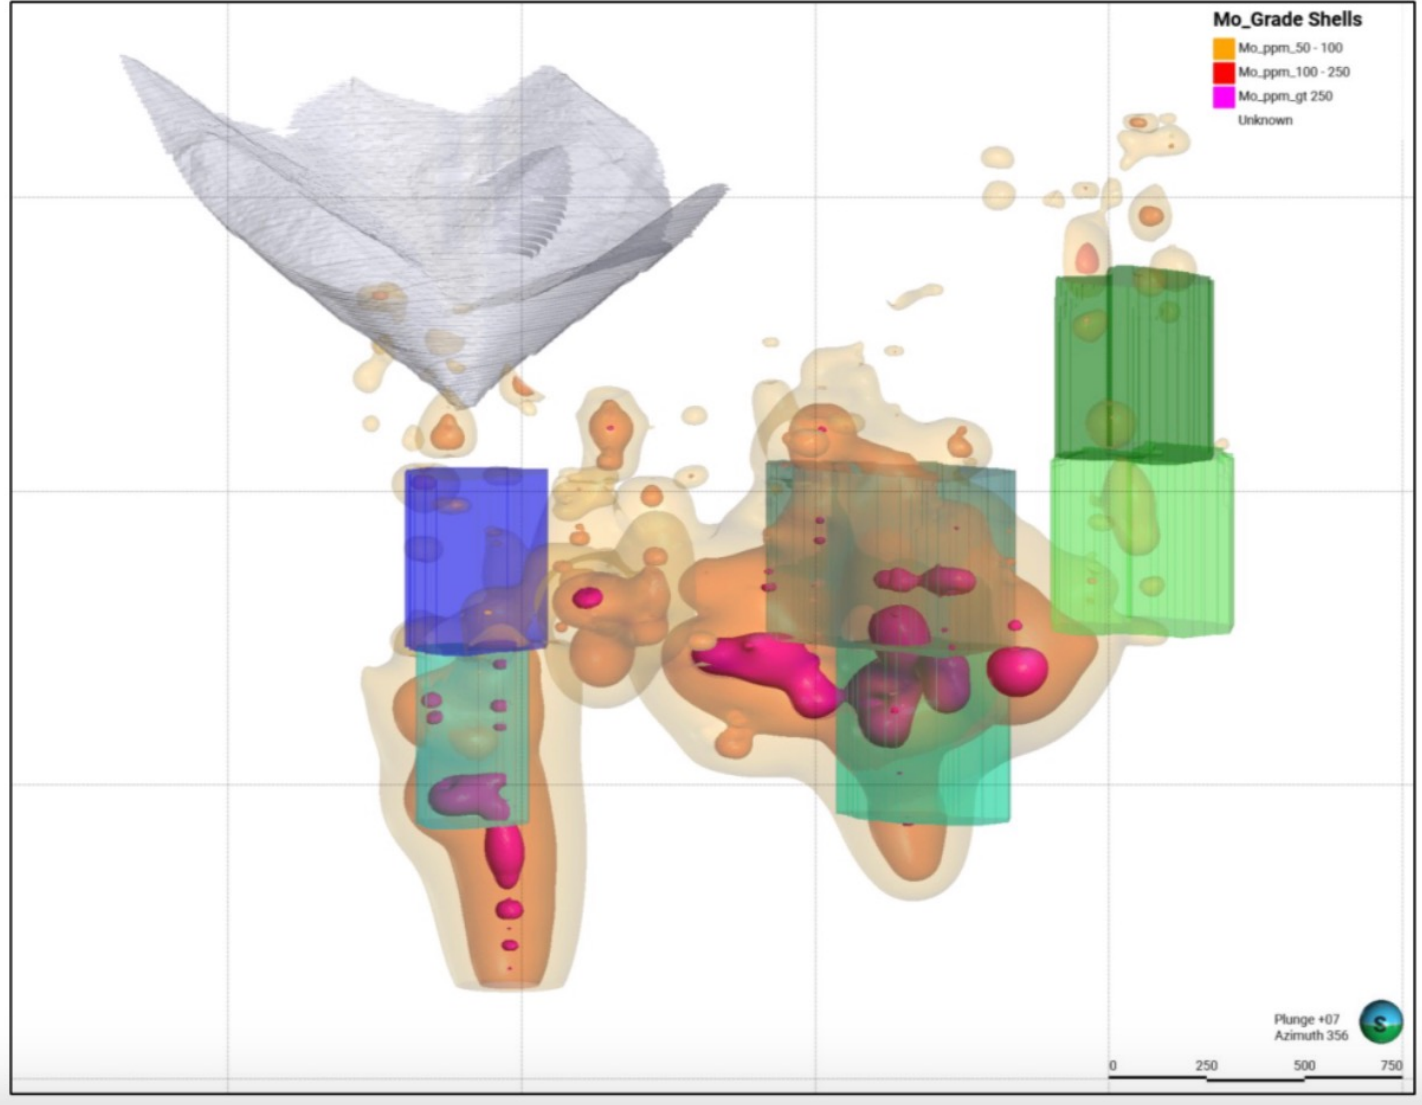 Mo_Grade Shells
Mo_ppm_50 - 100
Mo_ppm_100 - 250
Mo_ppm_gt 250
Unknown
Plunge +07
Azimuth 356
S
0 250 500 750